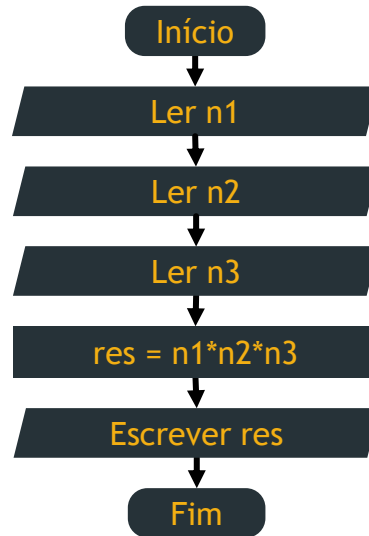 Início
Ler n1
Ler n2
Ler n3
res = n1*n2*n3
Escrever res
Fim